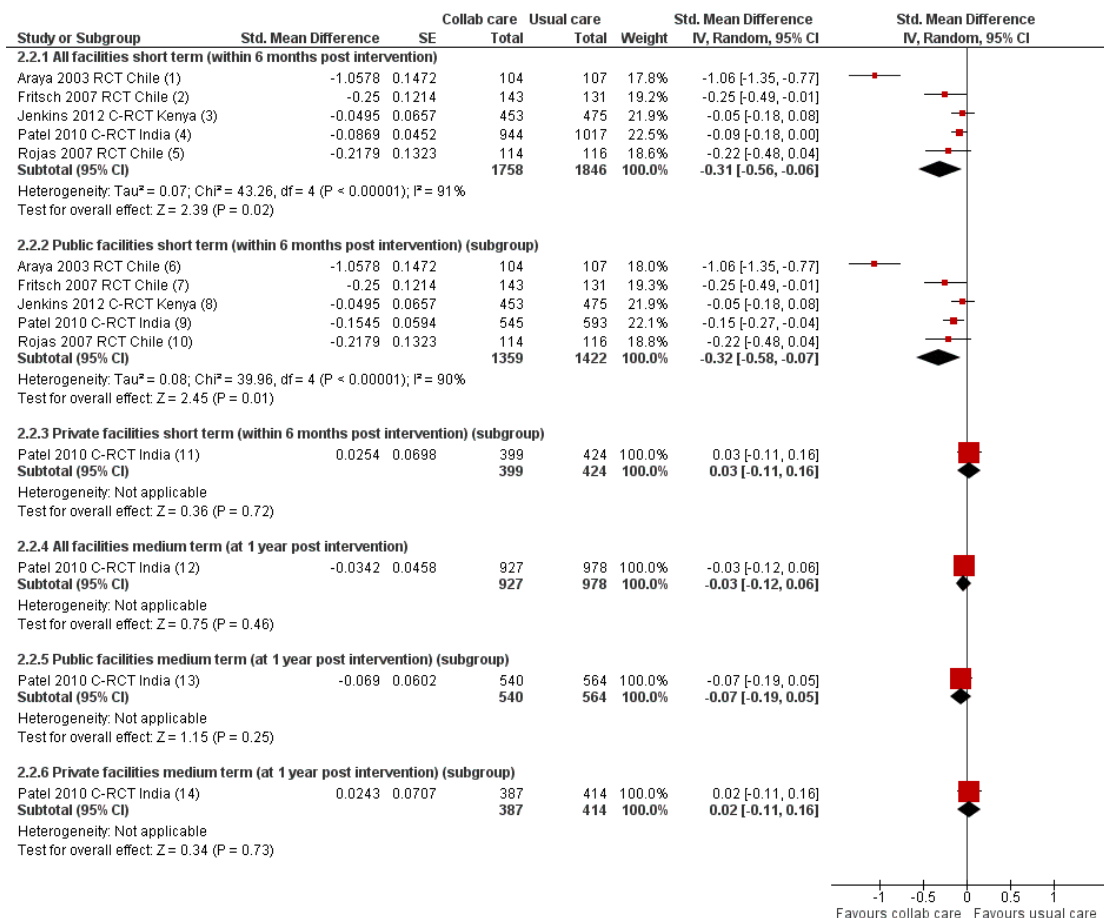 Collab care Usual care Std. Mean Difference Std. Mean Difference
Study or Subgroup Std. Mean Difference SE Total Total Weight IV, Random, 95% CI IV, Random, 95% CI
2.2.1 All facilities short term (within 6 months post intervention)
Araya 2003 RCT Chile (1) -1.0578 0.1472 104 107 17.8% -1.06 [-1.35, -0.77]
Fritsch 2007 RCT Chile (2) -0.25 0.1214 143 131 19.2% -0.25 [-0.49, -0.01]
Jenkins 2012 C-RCT Kenya (3) -0.0495 0.0657 453 475 21.9% -0.05 [-0.18, 0.08]
Patel 2010 C-RCT India (4) -0.0869 0.0452 944 1017 22.5% -0.09 [-0.18, 0.00]
Rojas 2007 RCT Chile (5) -0.2179 0.1323 114 116 18.6% -0.22 [-0.48, 0.04]
Subtotal (95% CI) 1758 1846 100.0% -0.31 [-0.56, -0.06]
Heterogeneity: Tau² = 0.07; Chi² = 43.26, df = 4 (P < 0.00001); I² = 91%
Test for overall effect: Z = 2.39 (P = 0.02)
2.2.2 Public facilities short term (within 6 months post intervention) (subgroup)
Araya 2003 RCT Chile (6) -1.0578 0.1472 104 107 18.0% -1.06 [-1.35, -0.77]
Fritsch 2007 RCT Chile (7) -0.25 0.1214 143 131 19.3% -0.25 [-0.49, -0.01]
Jenkins 2012 C-RCT Kenya (8) -0.0495 0.0657 453 475 21.9% -0.05 [-0.18, 0.08]
Patel 2010 C-RCT India (9) -0.1545 0.0594 545 593 22.1% -0.15 [-0.27, -0.04]
Rojas 2007 RCT Chile (10) -0.2179 0.1323 114 116 18.8% -0.22 [-0.48, 0.04]
Subtotal (95% CI) 1359 1422 100.0% -0.32 [-0.58, -0.07]
Heterogeneity: Tau² = 0.08; Chi² = 39.96, df = 4 (P < 0.00001); I² = 90%
Test for overall effect: Z = 2.45 (P = 0.01)
2.2.3 Private facilities short term (within 6 months post intervention) (subgroup)
Patel 2010 C-RCT India (11) 0.0254 0.0698 399 424 100.0% 0.03 [-0.11, 0.16]
Subtotal (95% CI) 399 424 100.0% 0.03 [-0.11, 0.16]
Heterogeneity: Not applicable
Test for overall effect: Z = 0.36 (P = 0.72)
2.2.4 All facilities medium term (at 1 year post intervention)
Patel 2010 C-RCT India (12) -0.0342 0.0458 927 978 100.0% -0.03 [-0.12, 0.06]
Subtotal (95% CI) 927 978 100.0% -0.03 [-0.12, 0.06]
Heterogeneity: Not applicable
Test for overall effect: Z = 0.75 (P = 0.46)
2.2.5 Public facilities medium term (at 1 year post intervention) (subgroup)
Patel 2010 C-RCT India (13) -0.069 0.0602 540 564 100.0% -0.07 [-0.19, 0.05]
Subtotal (95% CI) 540 564 100.0% -0.07 [-0.19, 0.05]
Heterogeneity: Not applicable
Test for overall effect: Z = 1.15 (P = 0.25)
2.2.6 Private facilities medium term (at 1 year post intervention) (subgroup)
Patel 2010 C-RCT India (14) 0.0243 0.0707 387 414 100.0% 0.02 [-0.11, 0.16]
Subtotal (95% CI) 387 414 100.0% 0.02 [-0.11, 0.16]
Heterogeneity: Not applicable
Test for overall effect: Z = 0.34 (P = 0.73)
-1 -0.5 0 0.5 1
Favours collab care Favours usual care